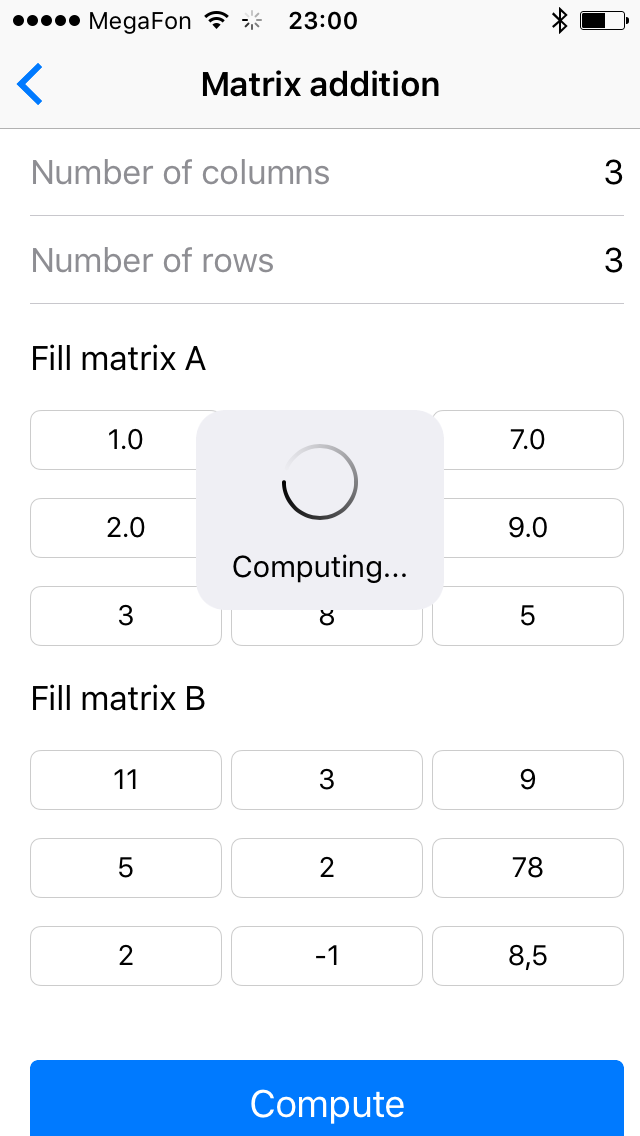 MegaFon 23:00
Matrix addition
Number of columns 3
Number of rows 3
Fill matrix A
1.0 7.0
2.0 9.0
Computing...
3 8 5
Fill matrix B
11 3 9
5 2 78
2 -1 8,5
Compute